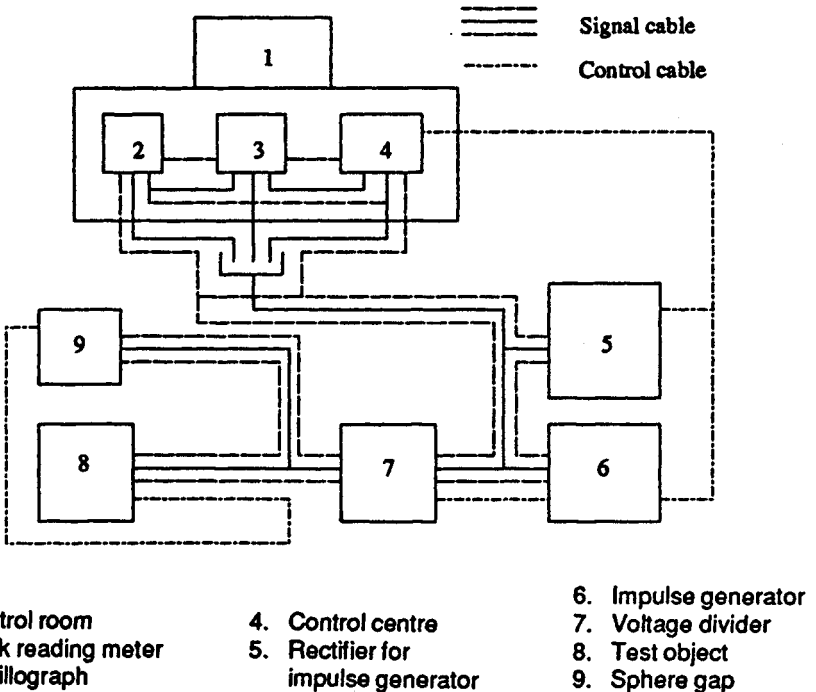 1
Signal cable
Control cable
2
3
4
5
9
8
7
6
trol room
k reading meter
illograph
4. Control centre
5. Rectifier for
impulse generator
6. Impulse generator
7. Voltage divider
8. Test object
9. Sphere gap